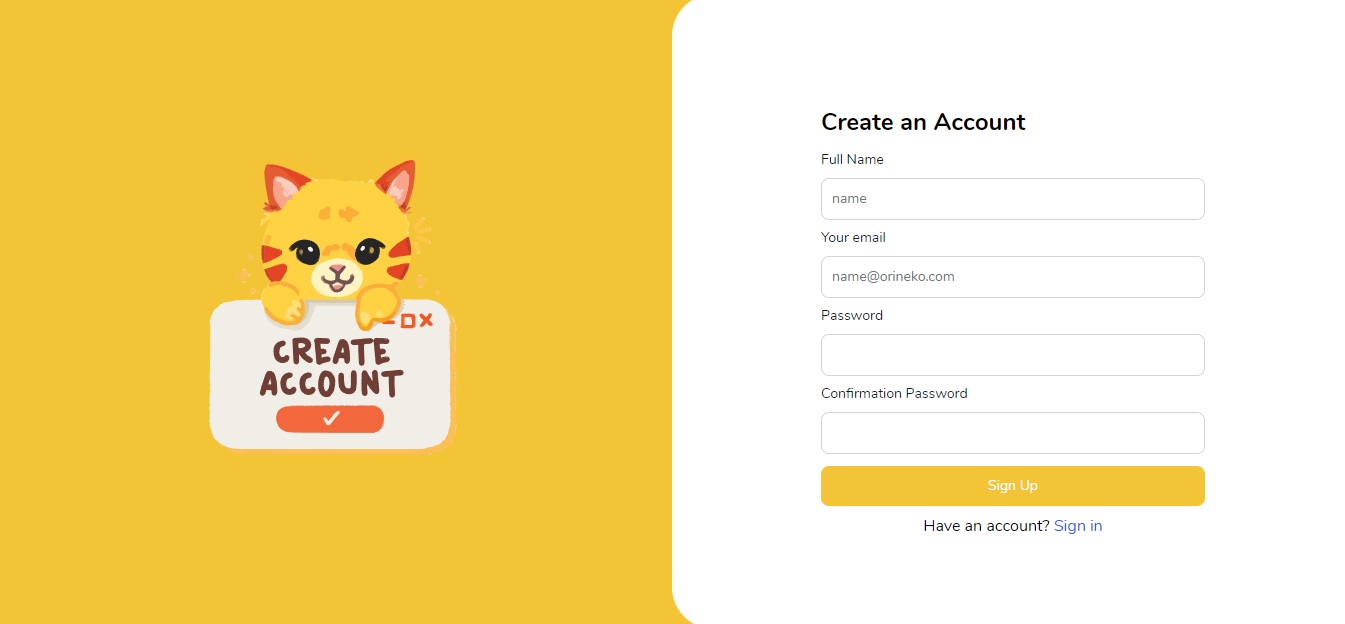 CREATE
ACCOUNT
Create an Account
Full Name
name
Your email
name@orineko.com
Password
Confirmation Password
Sign Up
Have an account? Sign in